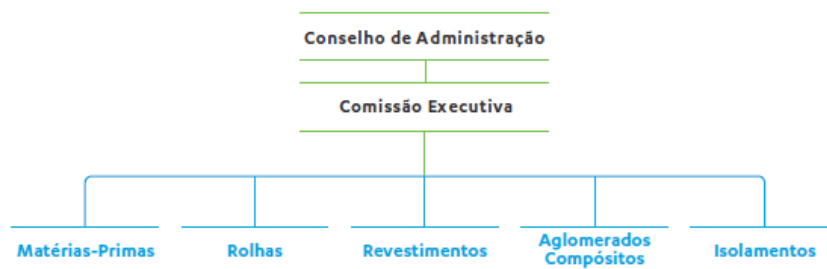 Conselho de Administração
Comissão Executiva
Matérias-Primas
Rolhas
Revestimentos
Aglomerados
Compósitos
Isolamentos